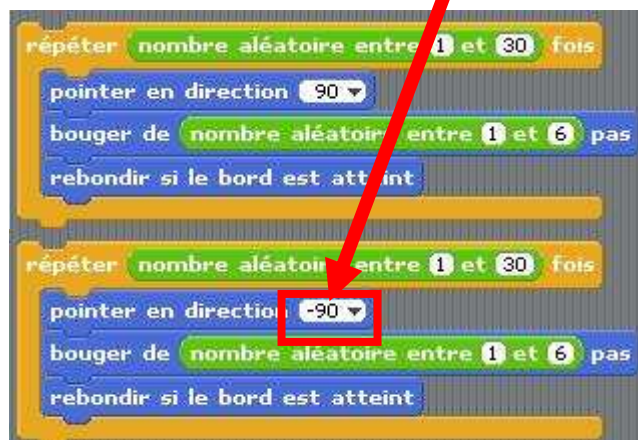 répéter nombre aléatoire entre 1 et 30 fois
pointer en direction 90
bouger de nombre aléatoire entre 1 et 6 pas
rebondir si le bord est atteint
répéter nombre aléatoire entre 1 et 30 fois
pointer en direction -90
bouger de nombre aléatoire entre 1 et 6 pas
rebondir si le bord est atteint